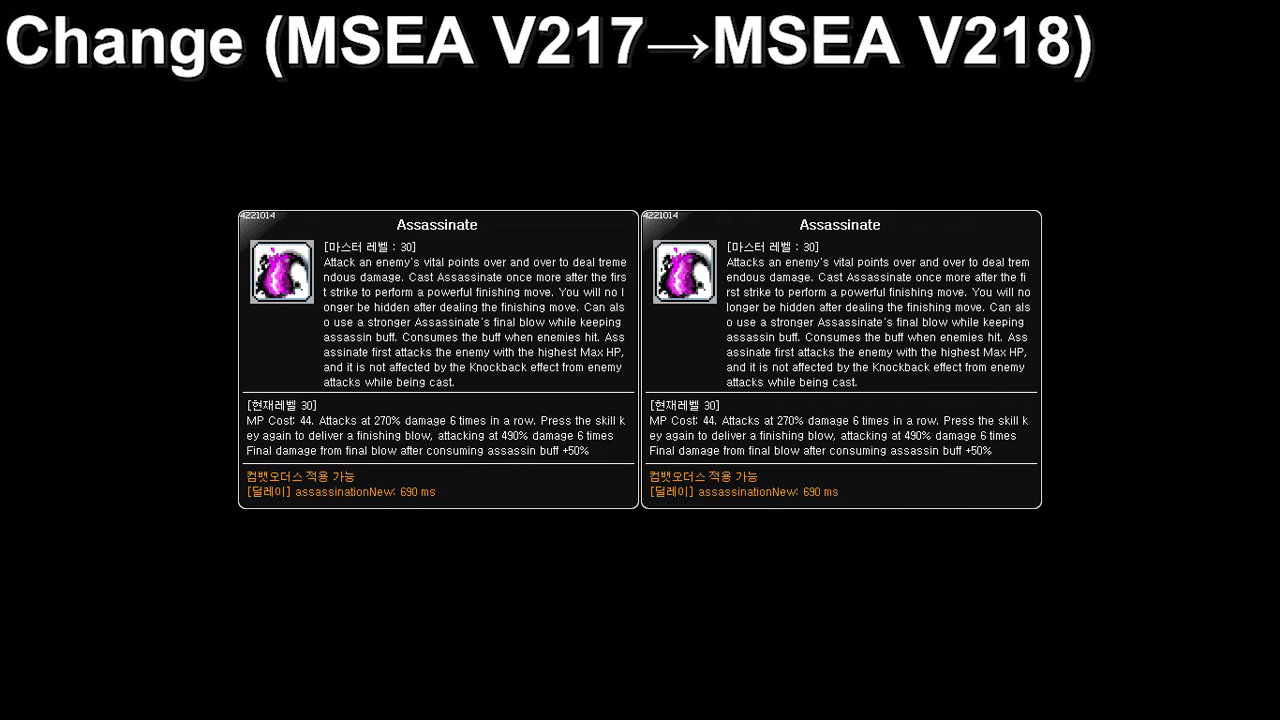 Change (MSEA V217→MSEA V218)
4221014
Assassinate
[마스터 레벨 : 30]
Attack an enemy's vital points over and over to deal treme
ndous damage. Cast Assassinate once more after the firs
t strike to perform a powerful finishing move. You will no l
onger be hidden after dealing the finishing move. Can als
o use a stronger Assassinate's final blow while keeping
assassin buff. Consumes the buff when enemies hit. Ass
assinate first attacks the enemy with the highest Max HP,
and it is not affected by the Knockback effect from enemy
attacks while being cast.
[현재레벨 30]
MP Cost: 44. Attacks at 270% damage 6 times in a row. Press the skill k
ey again to deliver a finishing blow, attacking at 490% damage 6 times
Final damage from final blow after consuming assassin buff +50%
컴뱃오더스 적용 가능
[딜레이] assassinationNew: 690 ms
4221014
Assassinate
[마스터 레벨 : 30]
Attacks an enemy's vital points over and over to deal trem
endous damage. Cast Assassinate once more after the fi
rst strike to perform a powerful finishing move. You will no
longer be hidden after dealing the finishing move. Can als
o use a stronger Assassinate's final blow while keeping
assassin buff. Consumes the buff when enemies hit. Ass
assinate first attacks the enemy with the highest Max HP,
and it is not affected by the Knockback effect from enemy
attacks while being cast.
[현재레벨 30]
MP Cost: 44. Attacks at 270% damage 6 times in a row. Press the skill k
ey again to deliver a finishing blow, attacking at 490% damage 6 times
Final damage from final blow after consuming assassin buff +50%
컴뱃오더스 적용 가능
[딜레이] assassinationNew: 690 ms